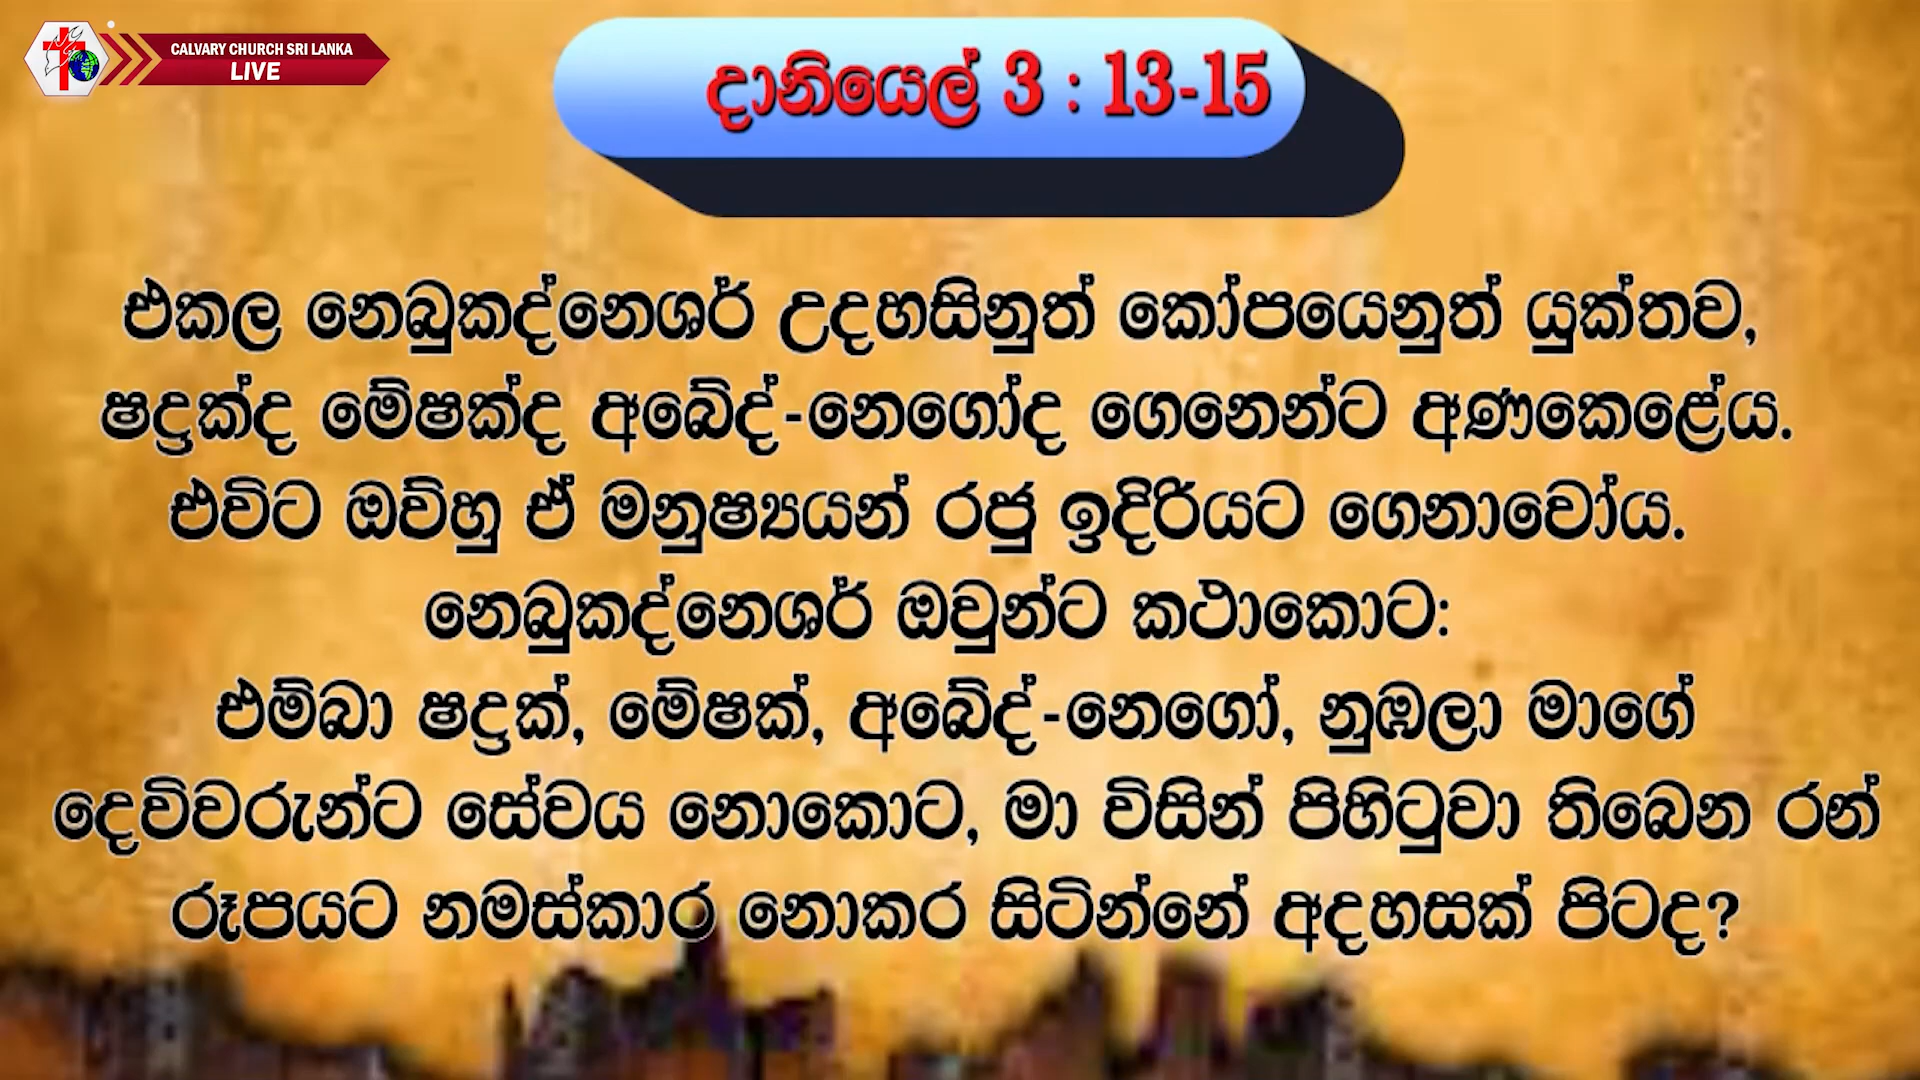 CALVARY CHURCH SRI LANKA
LIVE
දානියෙල් 3 : 13-15
එකල නෙබුකද්නෙශර් උදහසිනුත් කෝපයෙනුත් යුක්තව,
ෂද්‍රක්ද මේෂක්ද අබේද්-නෙගෝද ගෙනෙන්ට අණකෙළේය.
එවිට ඔව්හු ඒ මනුෂ්‍යයන් රජු ඉදිරියට ගෙනාවෝය.
නෙබුකද්නෙශර් ඔවුන්ට කථාකොට:
එම්බා ෂද්‍රක්, මේෂක්, අබේද්-නෙගෝ, නුඹලා මාගේ
දෙවිවරුන්ට සේවය නොකොට, මා විසින් පිහිටුවා තිබෙන රන්
රූපයට නමස්කාර නොකර සිටින්නේ අදහසක් පිටද?